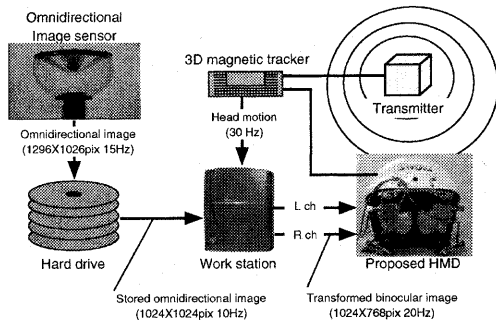 Omnidirectional
Image sensor
3D magnetic tracker
Transmitter
Omnidirectional image
(1296X1026pix 15Hz)
Head motion
(30 Hz)
L ch
R ch
Hard drive
Work station
Proposed HMD
Stored omnidirectional image
(1024X1024pix 10Hz)
Transformed binocular image
(1024X768pix 20Hz)